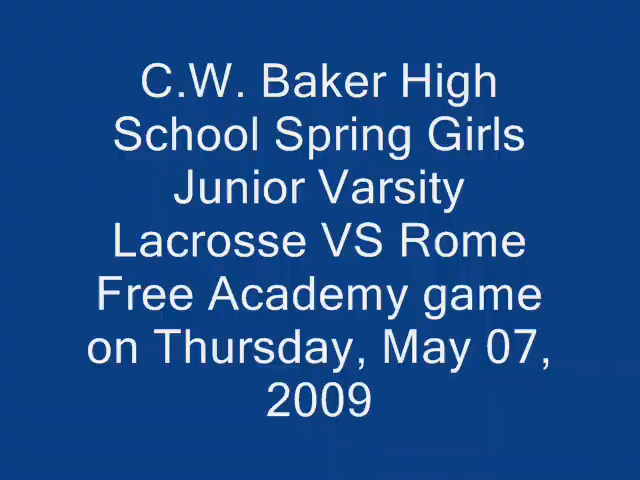 C.W. Baker High
School Spring Girls
Junior Varsity
Lacrosse VS Rome
Free Academy game
on Thursday, May 07,
2009